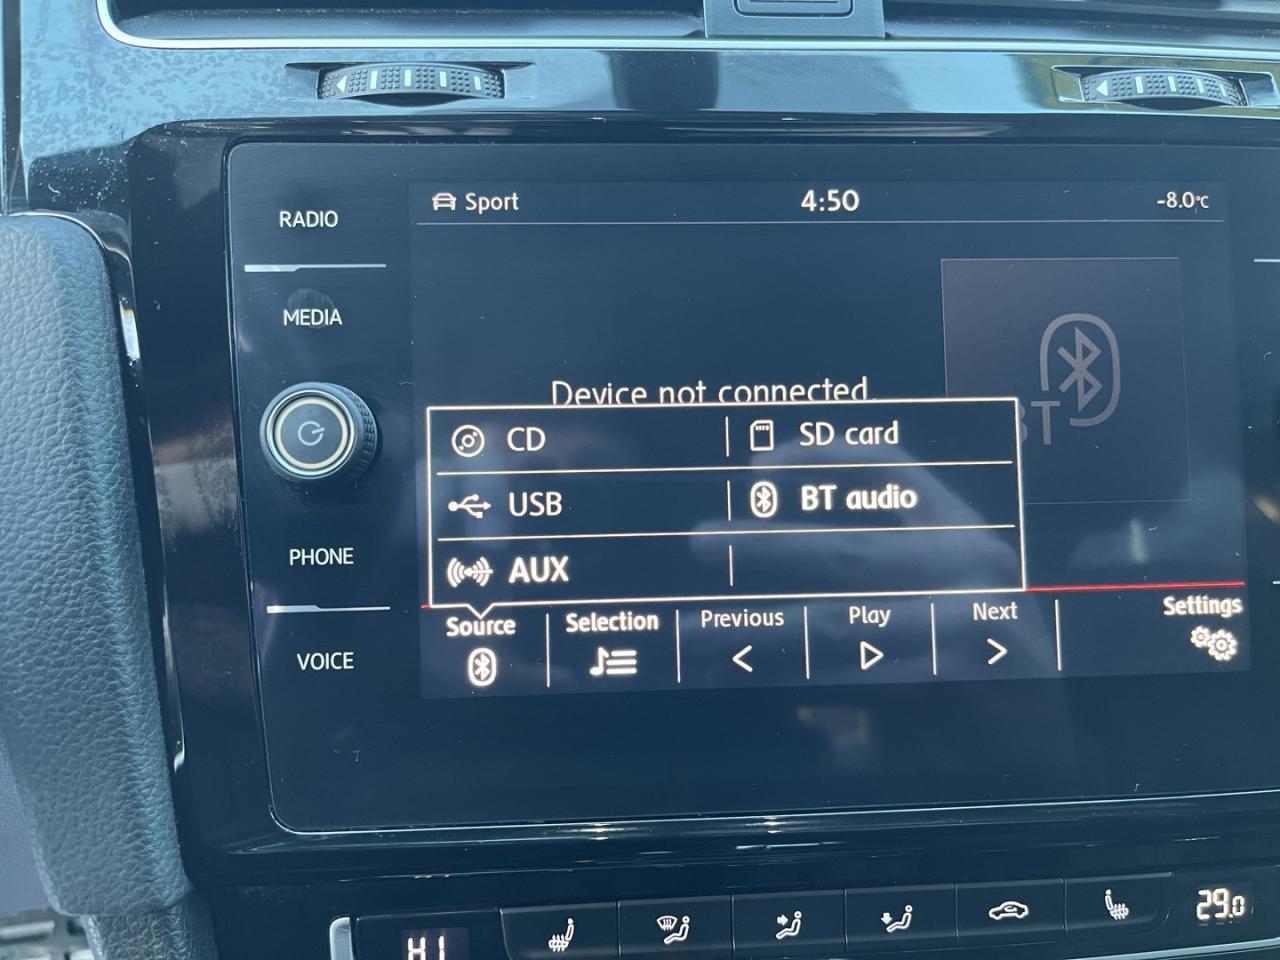 Sport 4:50 -8.0°C
RADIO
MEDIA
PHONE
VOICE
Device not connected.
BT
CD SD card
USB BT audio
AUX
Source Selection Previous Play Next Settings
HI 29.0